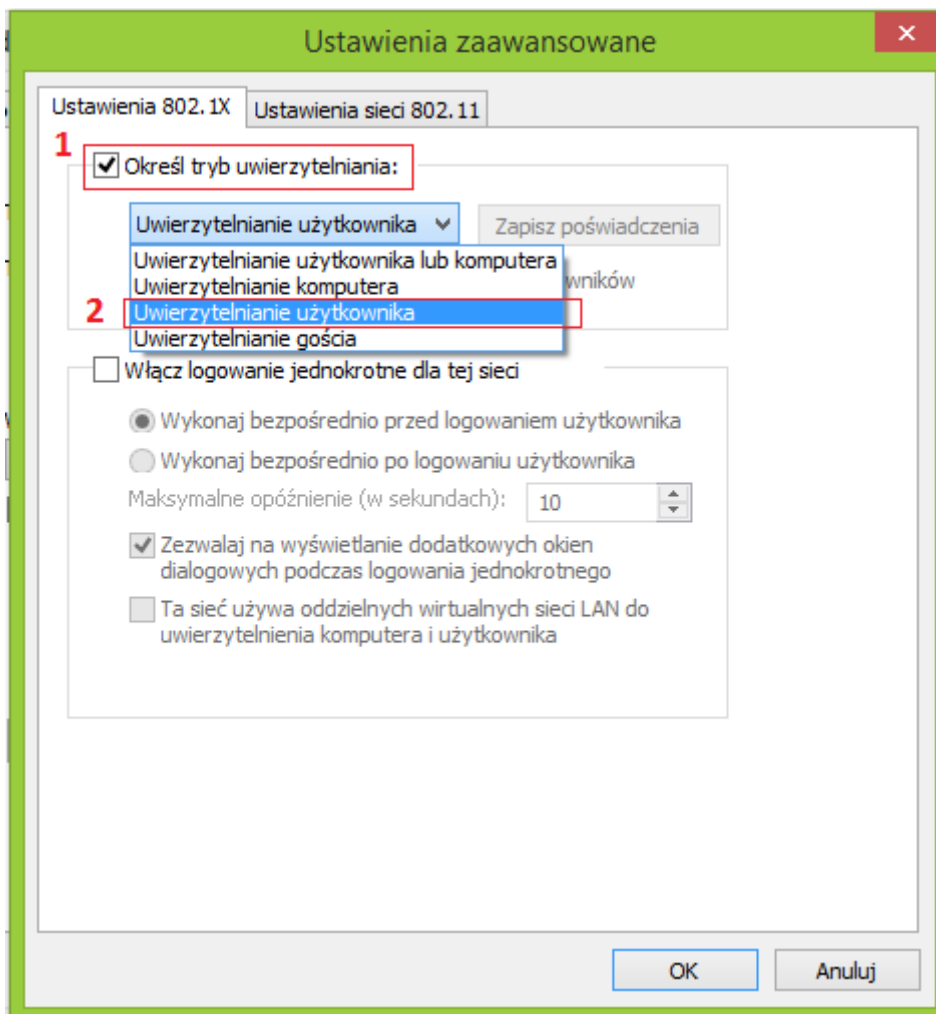 Ustawienia zaawansowane
Ustawienia 802.1X
Ustawienia sieci 802.11
1
Określ tryb uwierzytelniania:
Uwierzytelnianie użytkownika
Zapisz poświadczenia
Uwierzytelnianie użytkownika lub komputera
Uwierzytelnianie komputera
2
Uwierzytelnianie użytkownika
Uwierzytelnianie gościa
Włącz logowanie jednokrotne dla tej sieci
Wykonaj bezpośrednio przed logowaniem użytkownika
Wykonaj bezpośrednio po logowaniu użytkownika
Maksymalne opóźnienie (w sekundach):
10
Zezwalaj na wyświetlanie dodatkowych okien
dialogowych podczas logowania jednokrotnego
Ta sieć używa oddzielnych wirtualnych sieci LAN do
uwierzytelnienia komputera i użytkownika
OK
Anuluj